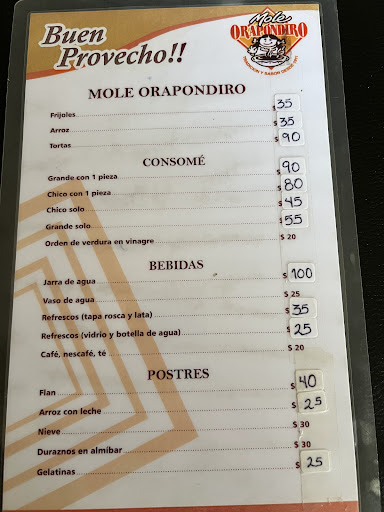 Buen
Provecho!!
Mole
ORAPONDIRO
MOLE ORAPONDIRO
Frijoles $ 35
Arroz $ 35
Tortas $ 90
CONSOMÉ
Grande con 1 pieza $ 90
Chico con 1 pieza $ 80
Chico solo $ 45
Grande solo $ 55
Orden de verdura en vinagre $ 20
BEBIDAS
Jarra de agua $ 100
Vaso de agua $ 25
Refrescos (tapa rosca y lata) $ 35
Refrescos (vidrio y botella de agua) $ 25
Café, nescafé, té $ 20
POSTRES
Flan $ 40
Arroz con leche $ 25
Nieve $ 30
Duraznos en almibar $ 30
Gelatinas $ 25